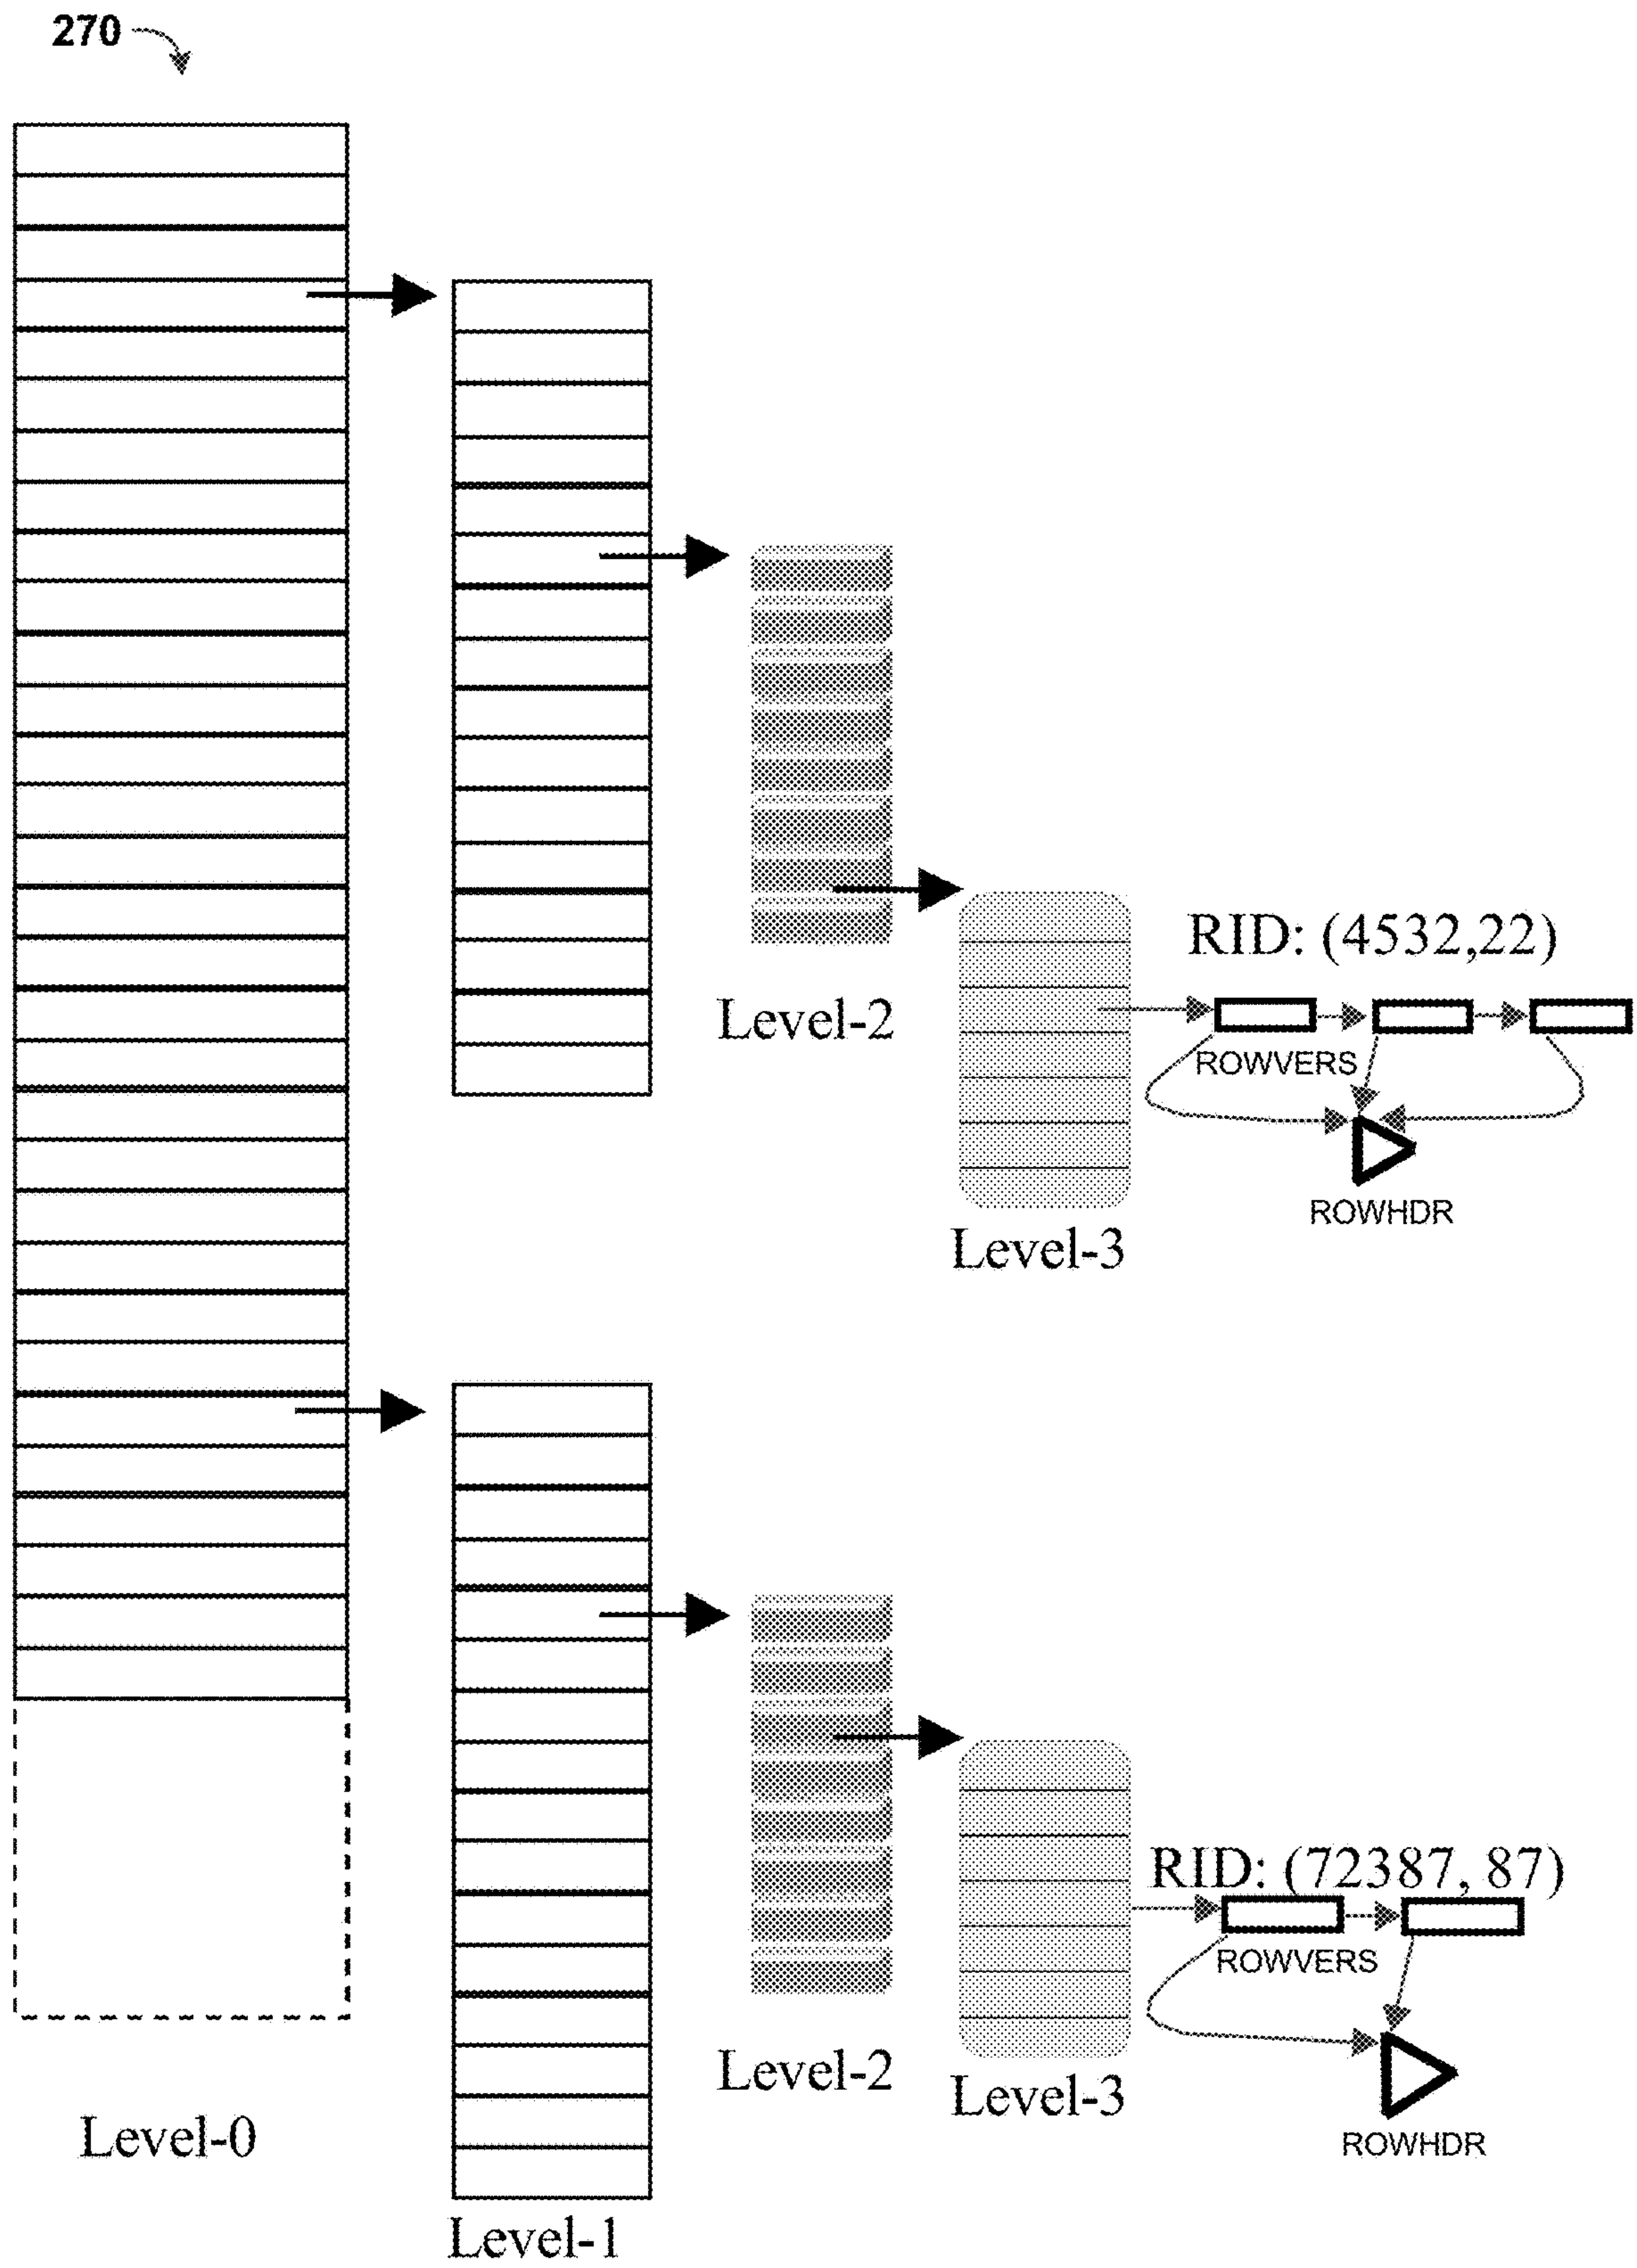 270
RID: (4532,22)
Level-2
ROWVERS
ROWHDR
Level-3
RID: (72387, 87)
ROWVERS
Level-2
Level-3
Level-0
ROWHDR
Level-1